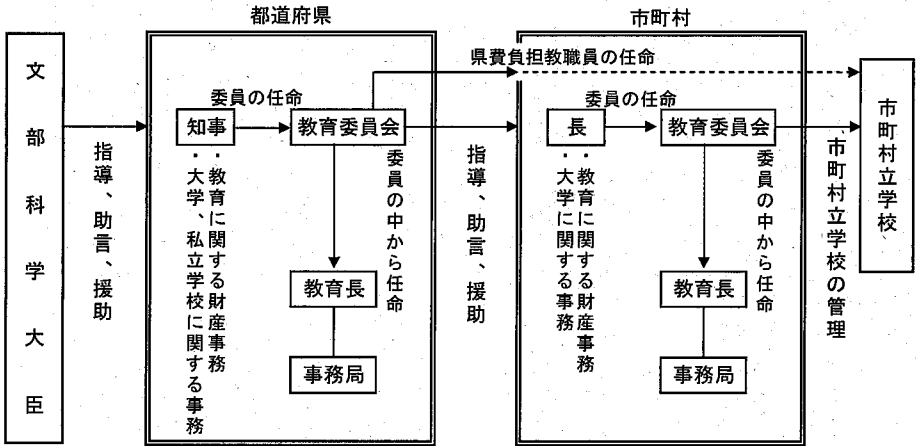 都道府県
市町村
文部科学大臣
指導、助言、援助
委員の任命
知事
教育委員会
・教育に関する財産事務
・大学、私立学校に関する事務
委員の中から任命
教育長
事務局
県費負担教職員の任命
指導、助言、援助
委員の任命
長
教育委員会
・教育に関する財産事務
・大学に関する事務
委員の中から任命
教育長
事務局
市町村立学校の管理
市町村立学校